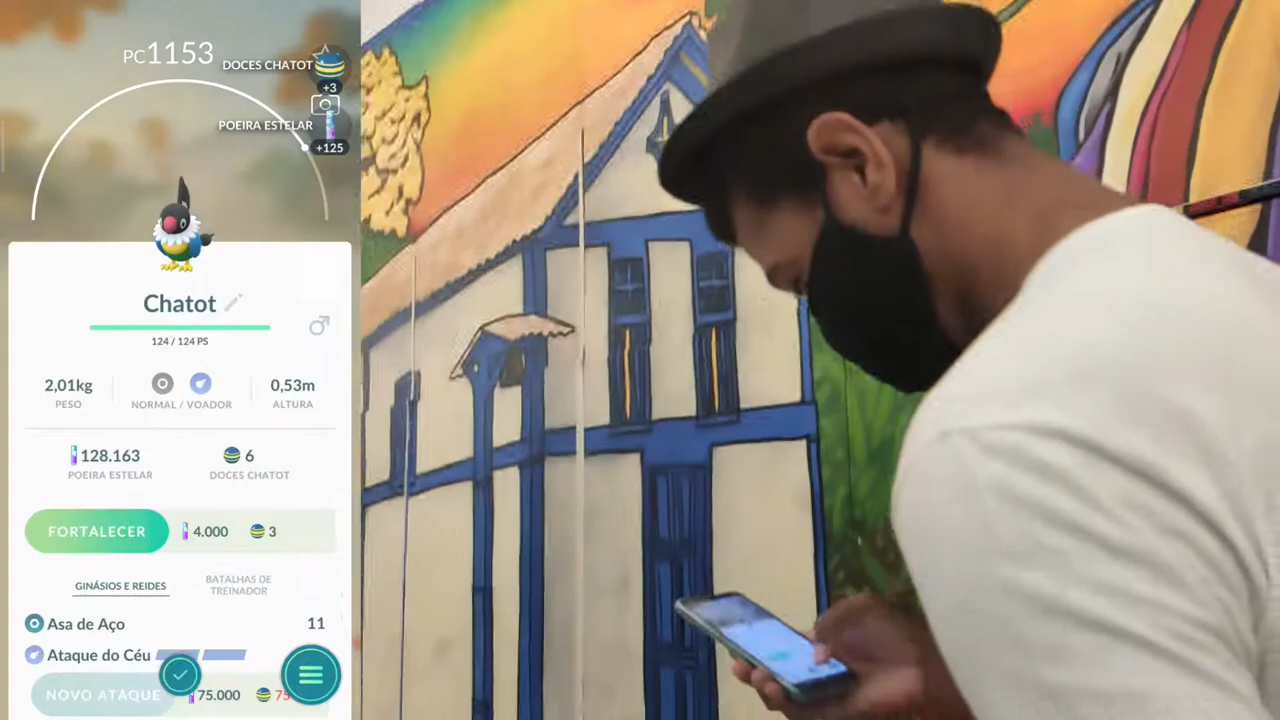 PC1153
DOCES CHATOT
+3
POEIRA ESTELAR
+125
Chatot
124 / 124 PS
2,01kg
PESO
NORMAL / VOADOR
0,53m
ALTURA
128.163
POEIRA ESTELAR
6
DOCES CHATOT
FORTALECER
4.000
3
GINÁSIOS E REIDES
BATALHAS DE
TREINADOR
Asa de Aço
11
Ataque do Céu
NOVO ATAQUE
75.000
75